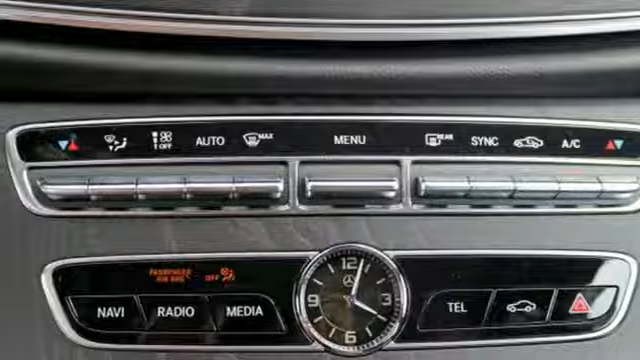 OFF AUTO MAX MENU REAR SYNC A/C
PASSENGER
AIR BAG OFF
NAVI RADIO MEDIA TEL
12
9 3
6